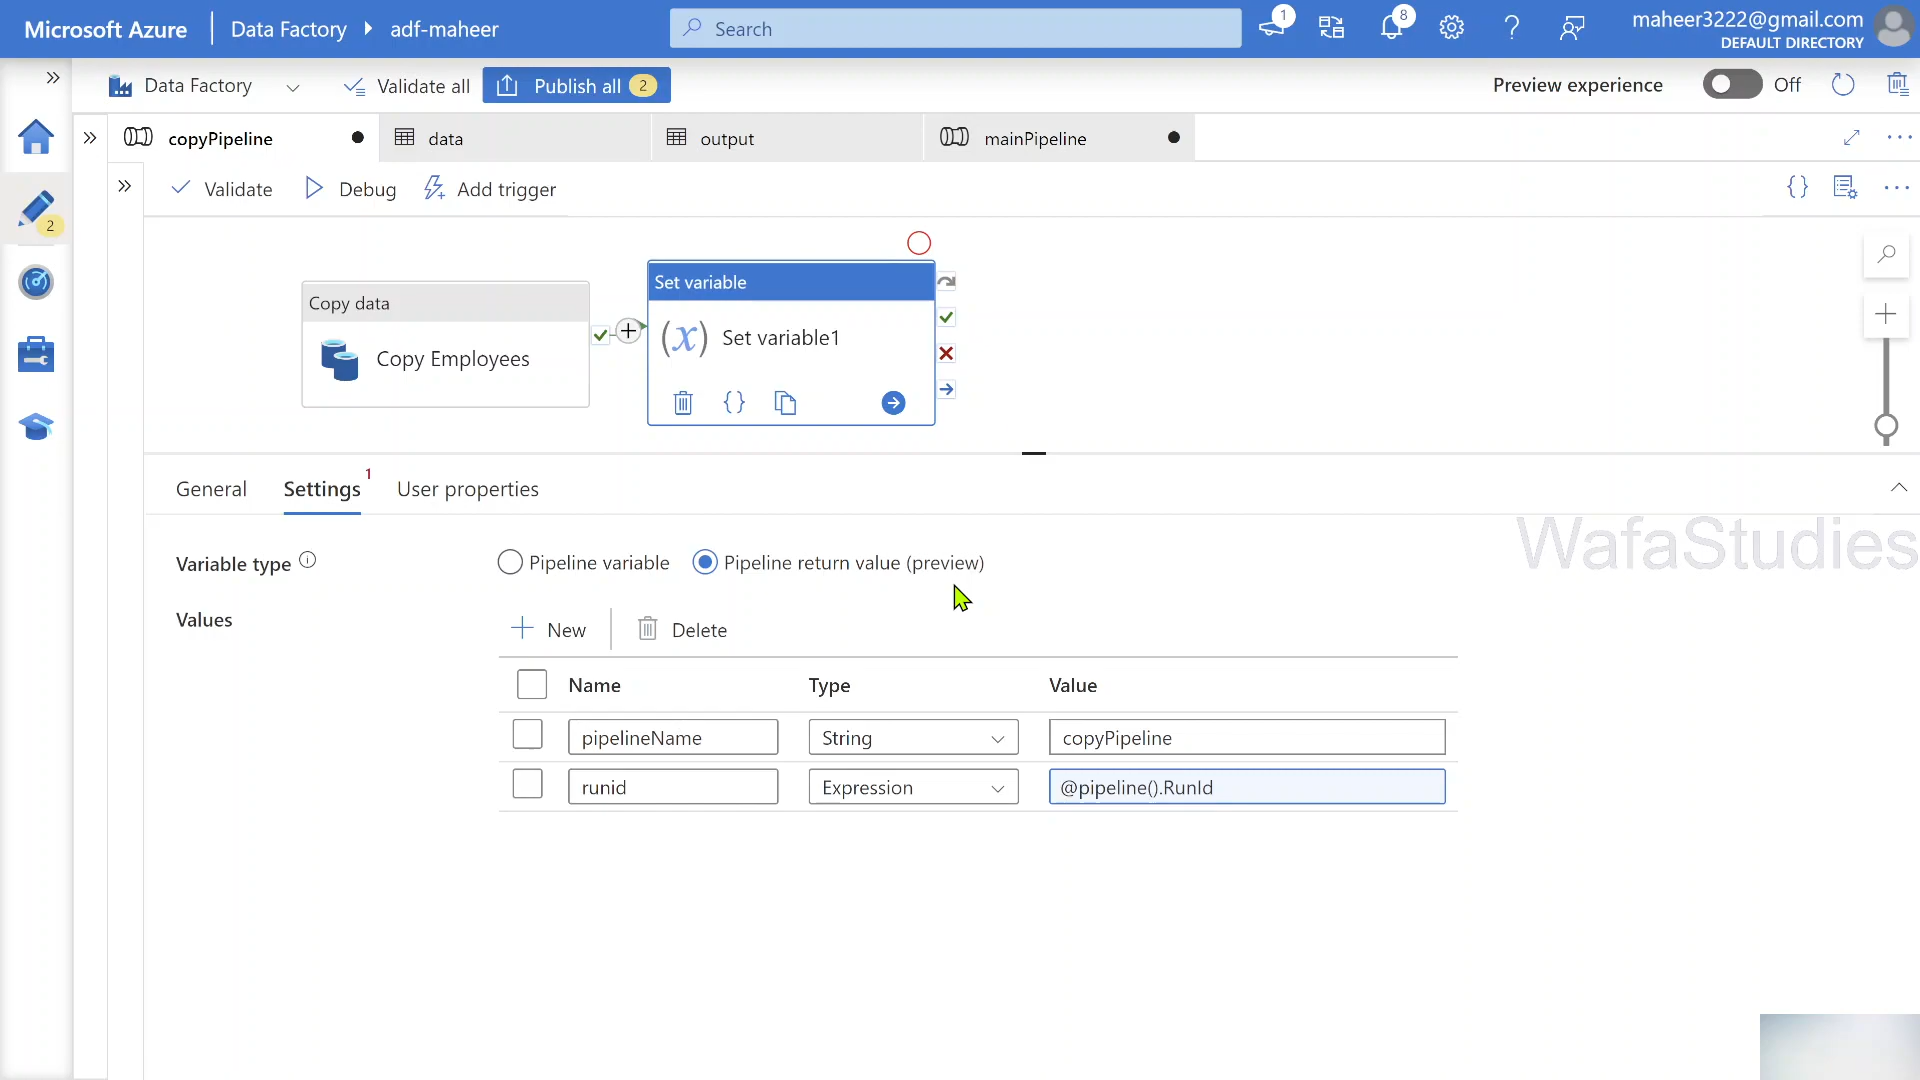 Microsoft Azure
Data Factory
adf-maheer
Search
1
8
maheer3222@gmail.com
DEFAULT DIRECTORY
Data Factory
Validate all
Publish all
2
Preview experience
Off
copyPipeline
data
output
mainPipeline
2
Validate
Debug
Add trigger
Copy data
Copy Employees
Set variable
(x)
Set variable1
General
Settings
1
User properties
WafaStudies
Variable type
Pipeline variable
Pipeline return value (preview)
Values
New
Delete
Name
Type
Value
pipelineName
String
copyPipeline
runid
Expression
@pipeline().RunId